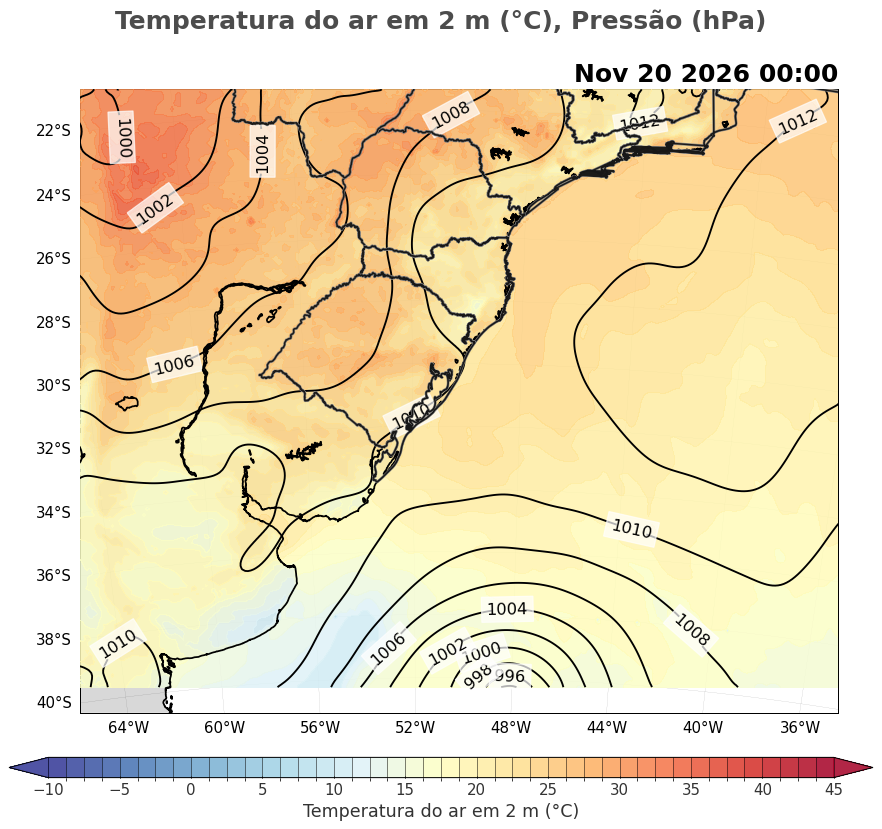 Temperatura do ar em 2 m (°C), Pressão (hPa)
Nov 20 2026 00:00
22°S
24°S
26°S
28°S
30°S
32°S
34°S
36°S
38°S
40°S
1000
1002
1004
1008
1012
1012
1006
1010
1010
1010
1008
1006
1004
1002
1000
998
996
64°W
60°W
56°W
52°W
48°W
44°W
40°W
36°W
−10 −5 0 5 10 15 20 25 30 35 40 45
Temperatura do ar em 2 m (°C)